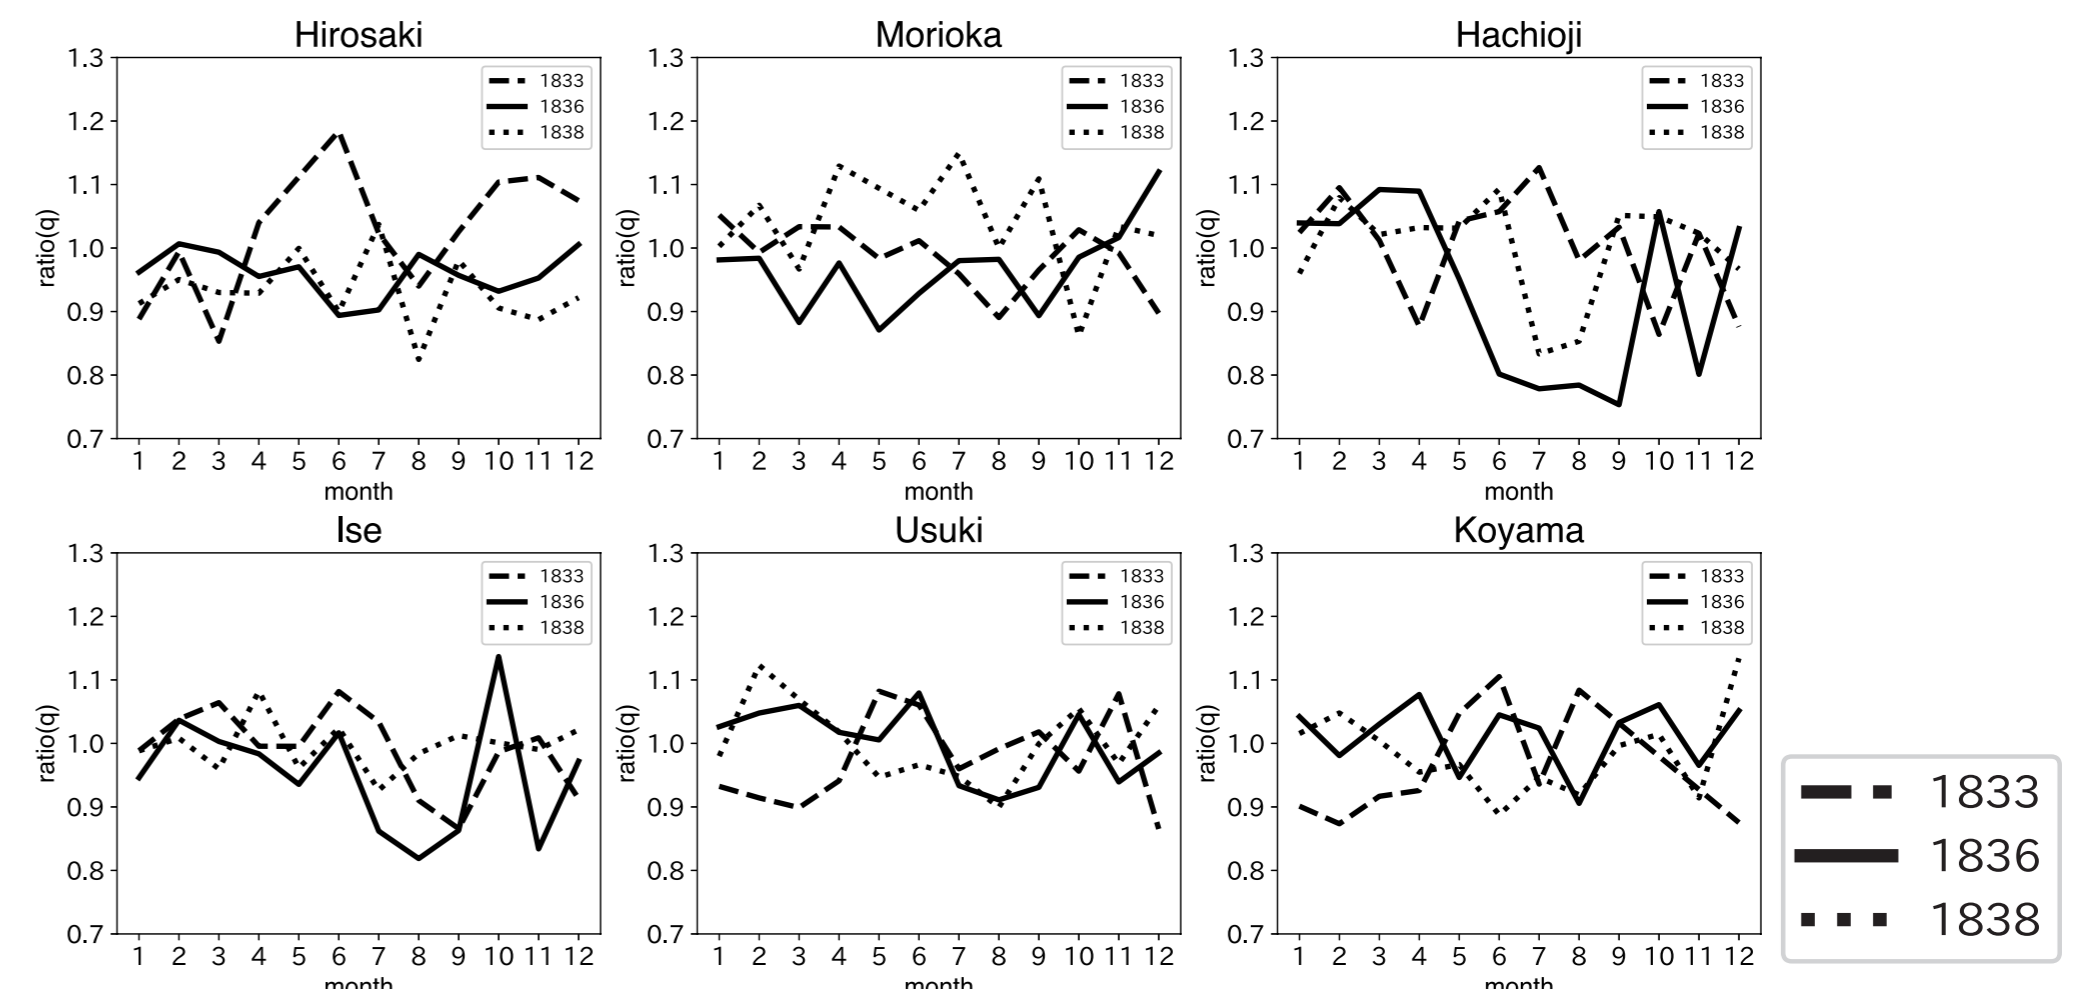 Hirosaki Morioka Hachioji
1.3 1.3 1.3
1833 1833 1833
1836 1836 1836
1838 1838 1838
1.2 1.2 1.2
1.1 1.1 1.1
1.0 1.0 1.0
0.9 0.9 0.9
0.8 0.8 0.8
0.7 0.7 0.7
ratio(q) ratio(q) ratio(q)
1 2 3 4 5 6 7 8 9 10 11 12 1 2 3 4 5 6 7 8 9 10 11 12 1 2 3 4 5 6 7 8 9 10 11 12
month month month
Ise Usuki Koyama
1.3 1.3 1.3
1833 1833 1833
1836 1836 1836
1838 1838 1838
1.2 1.2 1.2
1.1 1.1 1.1
1.0 1.0 1.0
0.9 0.9 0.9
0.8 0.8 0.8
0.7 0.7 0.7
ratio(q) ratio(q) ratio(q)
1 2 3 4 5 6 7 8 9 10 11 12 1 2 3 4 5 6 7 8 9 10 11 12 1 2 3 4 5 6 7 8 9 10 11 12
month month month
1833
1836
1838